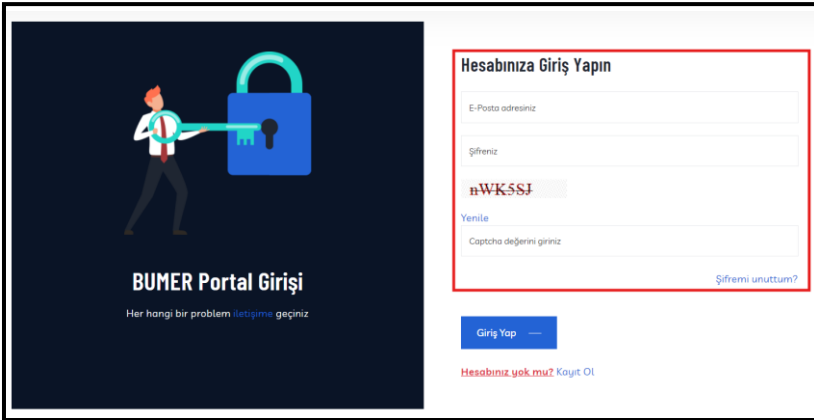 BUMER Portal Girişi
Her hangi bir problem iletişime geçiniz
Hesabınıza Giriş Yapın
E-Posta adresiniz
Şifreniz
nWK5SJ
Yenile
Captcha değerini giriniz
Şifremi unuttum?
Giriş Yap
Hesabınız yok mu? Kayıt Ol